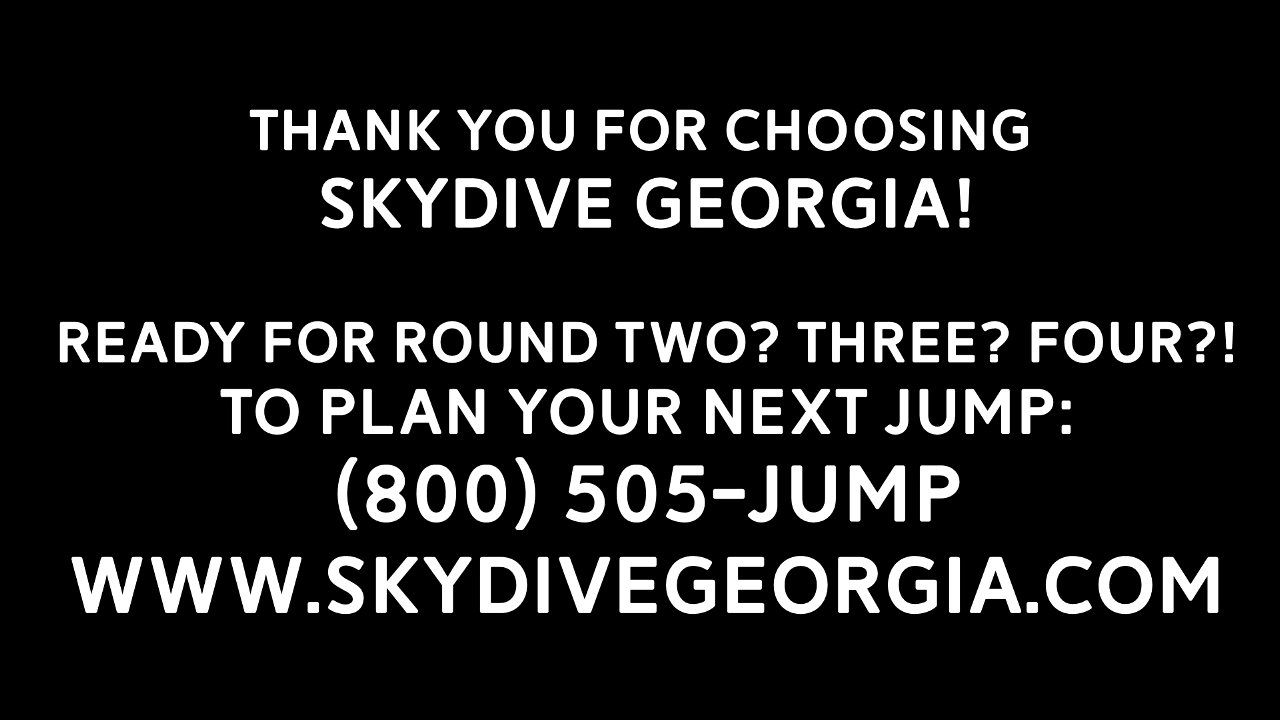 THANK YOU FOR CHOOSING
SKYDIVE GEORGIA!
READY FOR ROUND TWO? THREE? FOUR?!
TO PLAN YOUR NEXT JUMP:
(800) 505-JUMP
WWW.SKYDIVEGEORGIA.COM